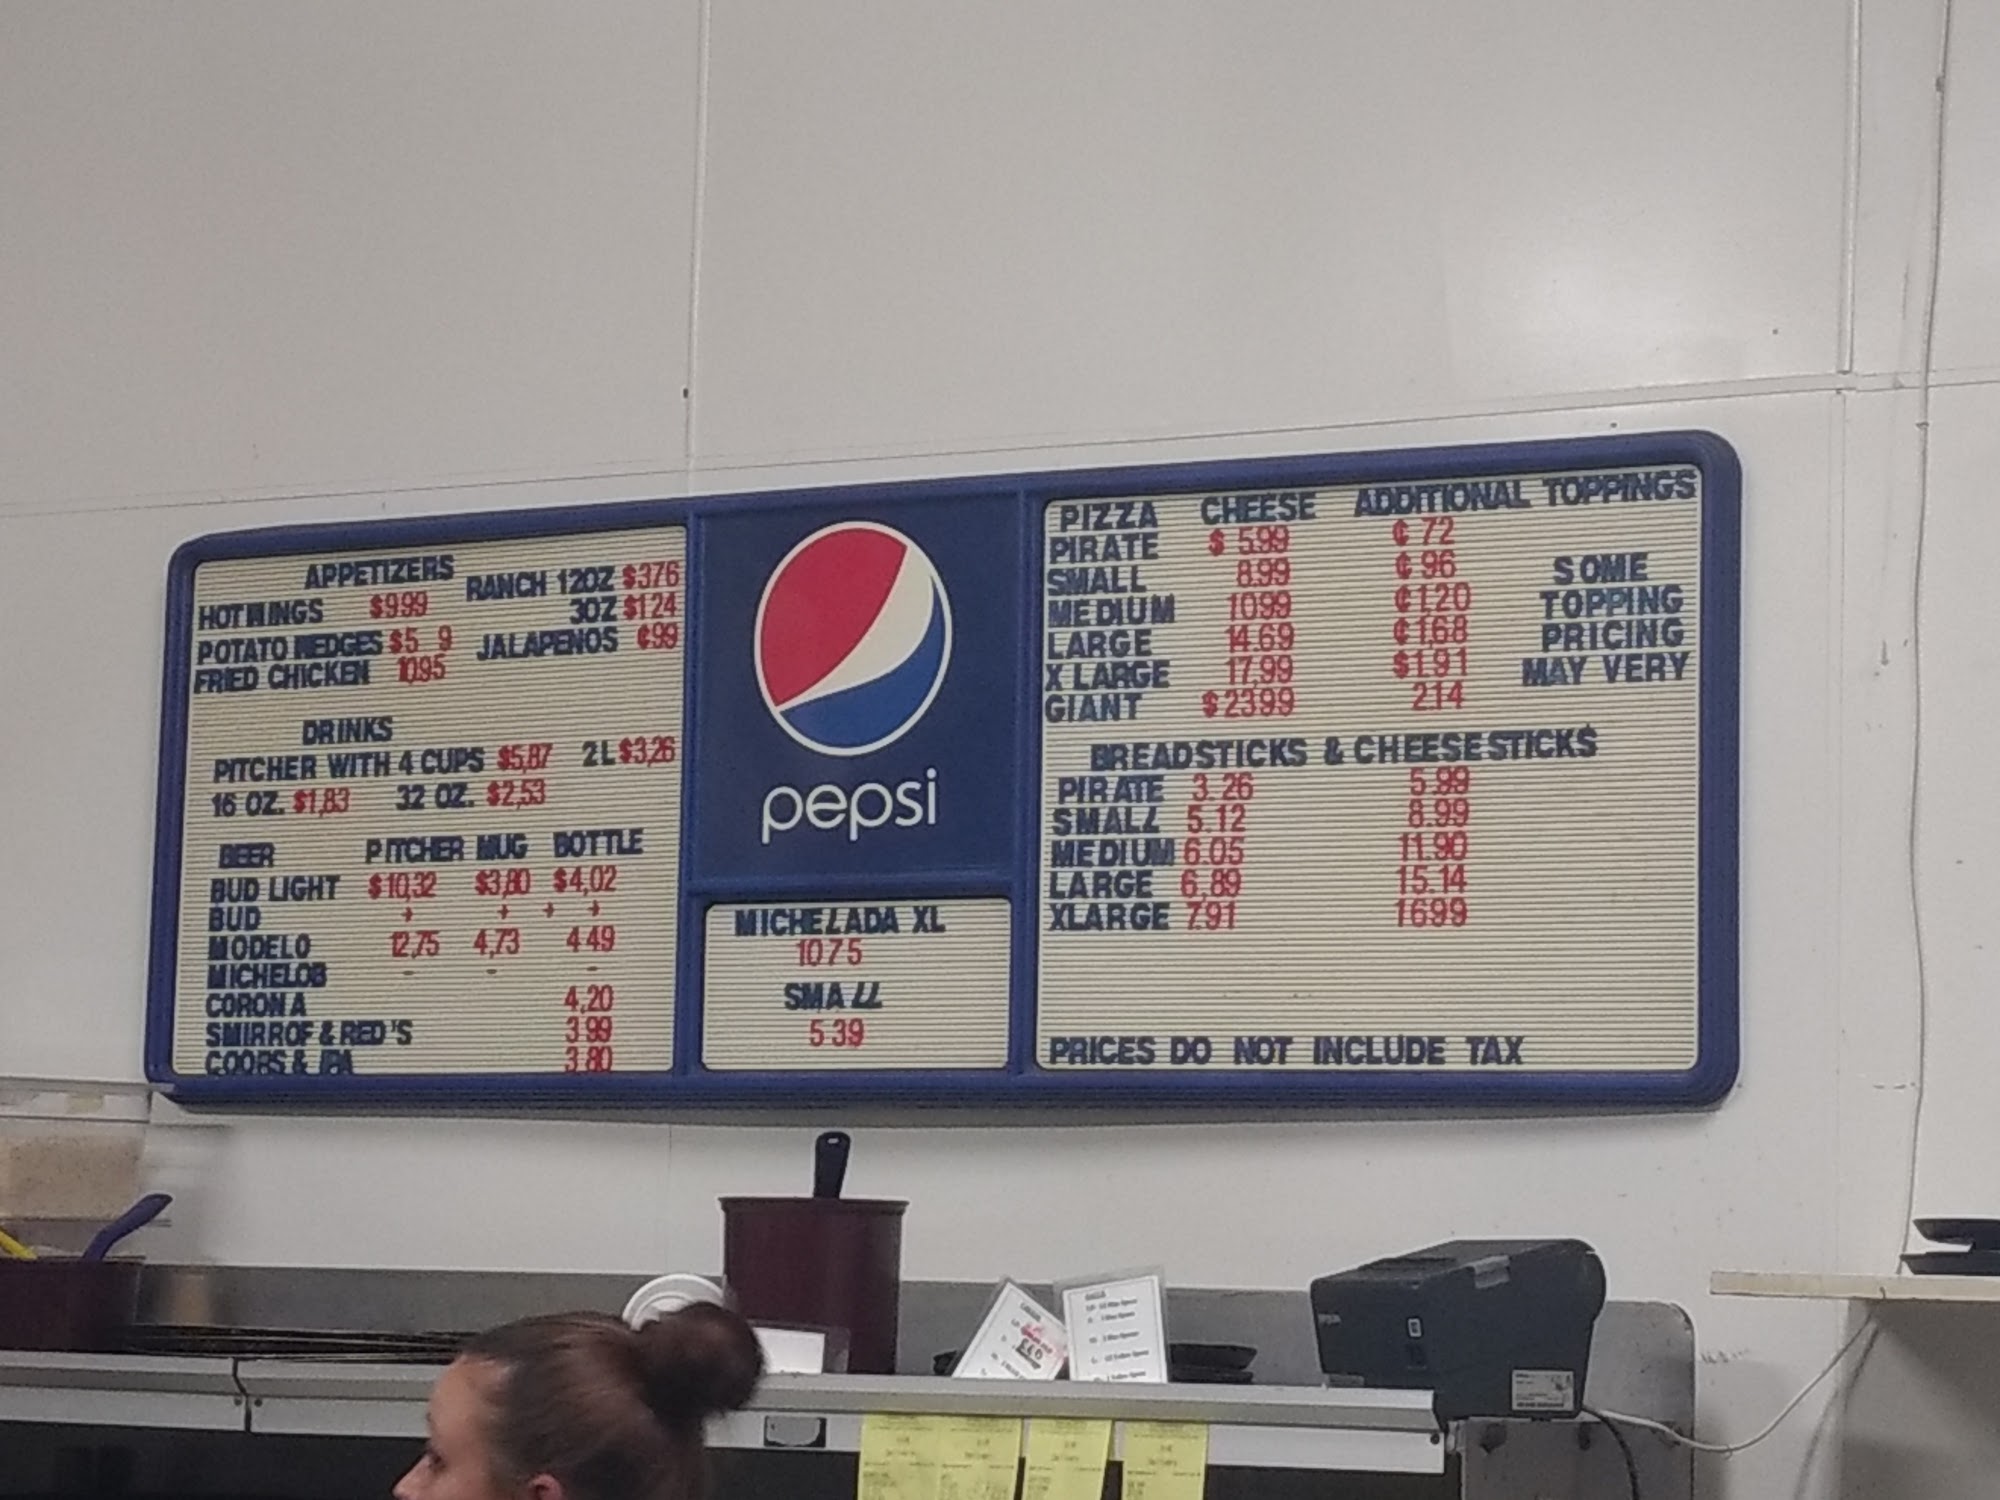 APPETIZERS
HOT WINGS $9.99
POTATO WEDGES $5 9
FRIED CHICKEN 10.95
RANCH 12OZ $3.76
3OZ $1.24
JALAPENOS ¢99
DRINKS
PITCHER WITH 4 CUPS $5,87 2L $3,26
16 OZ. $1,83 32 OZ. $2,53
BEER PITCHER MUG BOTTLE
BUD LIGHT $10,32 $3,80 $4,02
BUD
MODELO 12,75 4,73 4 49
MICHELOB - - -
CORONA 4,20
SMIRROF & RED'S 3 99
COORS & IPA 3 80
pepsi
MICHELADA XL
10 75
SMALL
5 39
PIZZA CHEESE ADDITIONAL TOPPINGS
PIRATE $ 5.99 ¢ 72
SMALL 8.99 ¢ 96
MEDIUM 10.99 ¢1.20
LARGE 14.69 ¢1,68
X LARGE 17,99 $1.91
GIANT $23.99 2.14
SOME
TOPPING
PRICING
MAY VERY
BREADSTICKS & CHEESESTICKS
PIRATE 3.26 5.99
SMALL 5.12 8.99
MEDIUM 6.05 11.90
LARGE 6,89 15.14
XLARGE 7.91 1699
PRICES DO NOT INCLUDE TAX